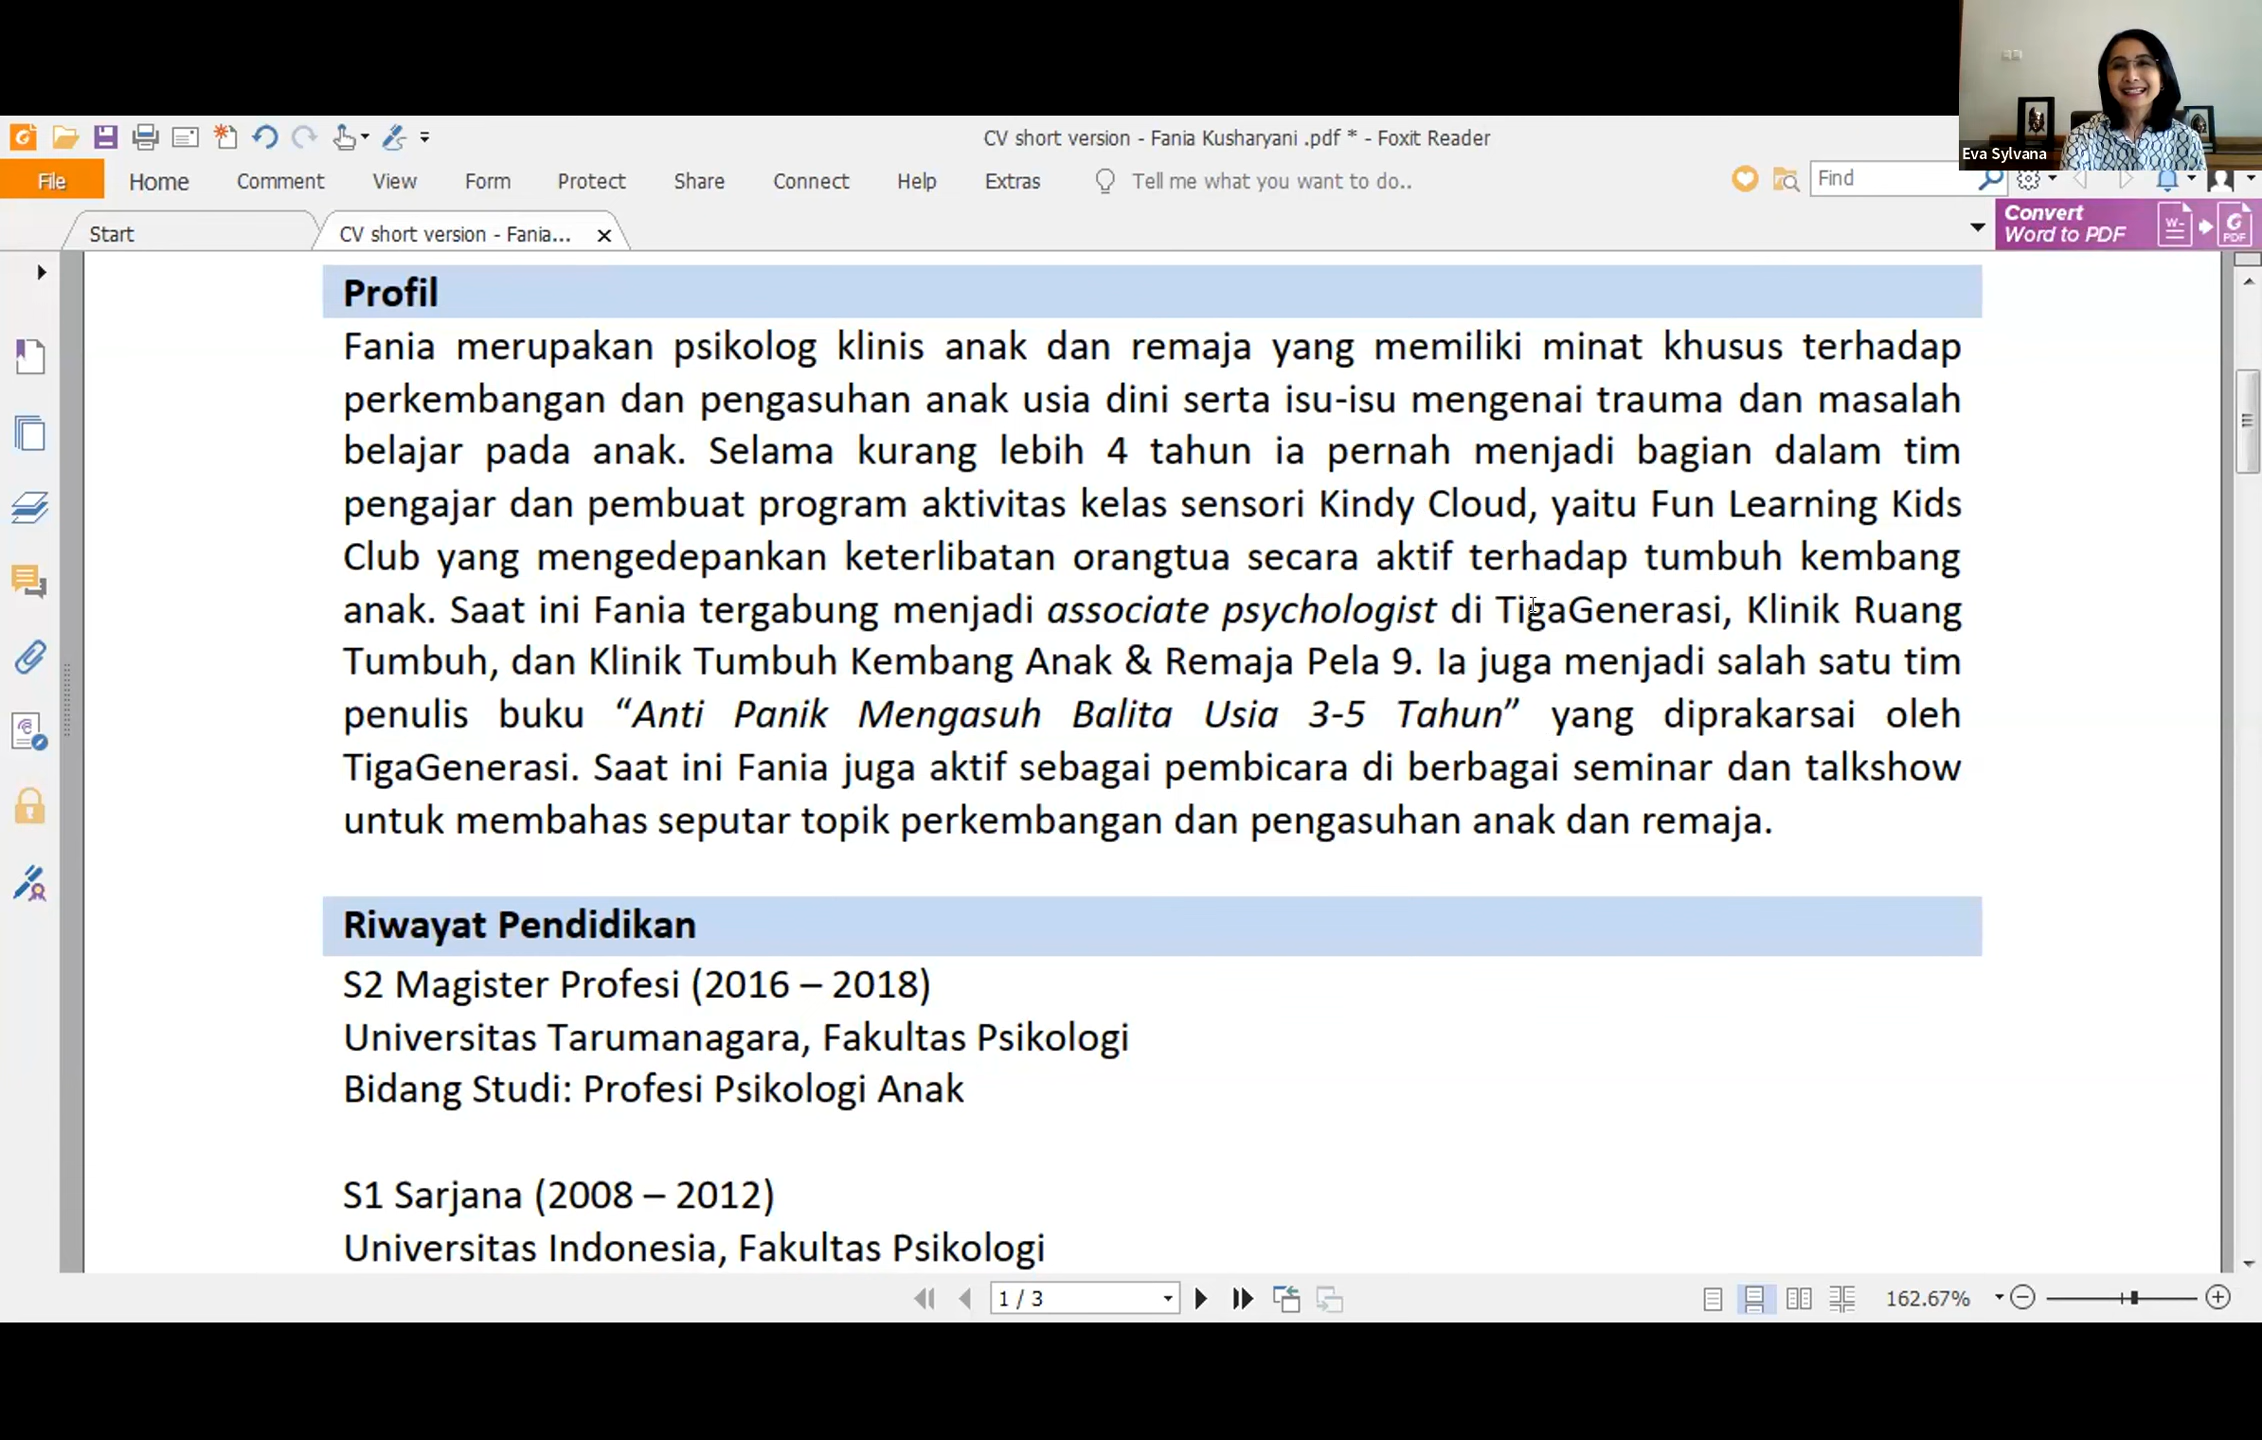 Eva Sylvana
CV short version - Fania Kusharyani .pdf * - Foxit Reader
File Home Comment View Form Protect Share Connect Help Extras Tell me what you want to do.. Find
Start CV short version - Fania...
Convert
Word to PDF
Profil
Fania merupakan psikolog klinis anak dan remaja yang memiliki minat khusus terhadap
perkembangan dan pengasuhan anak usia dini serta isu-isu mengenai trauma dan masalah
belajar pada anak. Selama kurang lebih 4 tahun ia pernah menjadi bagian dalam tim
pengajar dan pembuat program aktivitas kelas sensori Kindy Cloud, yaitu Fun Learning Kids
Club yang mengedepankan keterlibatan orangtua secara aktif terhadap tumbuh kembang
anak. Saat ini Fania tergabung menjadi associate psychologist di TigaGenerasi, Klinik Ruang
Tumbuh, dan Klinik Tumbuh Kembang Anak & Remaja Pela 9. Ia juga menjadi salah satu tim
penulis buku “Anti Panik Mengasuh Balita Usia 3-5 Tahun” yang diprakarsai oleh
TigaGenerasi. Saat ini Fania juga aktif sebagai pembicara di berbagai seminar dan talkshow
untuk membahas seputar topik perkembangan dan pengasuhan anak dan remaja.
Riwayat Pendidikan
S2 Magister Profesi (2016 – 2018)
Universitas Tarumanagara, Fakultas Psikologi
Bidang Studi: Profesi Psikologi Anak
S1 Sarjana (2008 – 2012)
Universitas Indonesia, Fakultas Psikologi
1 / 3
162.67%